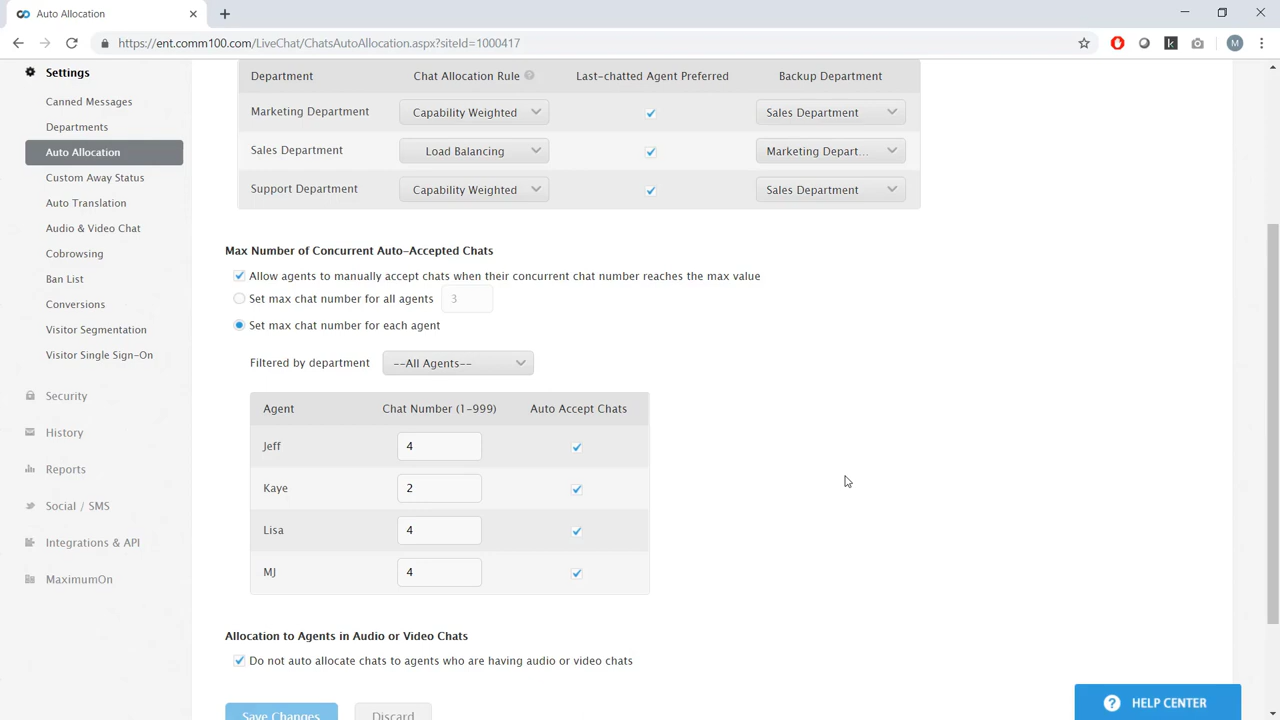 Auto Allocation
https://ent.comm100.com/LiveChat/ChatsAutoAllocation.aspx?siteId=1000417
M
Settings
Canned Messages
Departments
Auto Allocation
Custom Away Status
Auto Translation
Audio & Video Chat
Cobrowsing
Ban List
Conversions
Visitor Segmentation
Visitor Single Sign-On
Security
History
Reports
Social / SMS
Integrations & API
MaximumOn
Department Chat Allocation Rule ? Last-chatted Agent Preferred Backup Department
Marketing Department Capability Weighted Sales Department
Sales Department Load Balancing Marketing Depart...
Support Department Capability Weighted Sales Department
Max Number of Concurrent Auto-Accepted Chats
Allow agents to manually accept chats when their concurrent chat number reaches the max value
Set max chat number for all agents 3
Set max chat number for each agent
Filtered by department --All Agents--
Agent Chat Number (1-999) Auto Accept Chats
Jeff 4
Kaye 2
Lisa 4
MJ 4
Allocation to Agents in Audio or Video Chats
Do not auto allocate chats to agents who are having audio or video chats
Save Changes Discard
? HELP CENTER